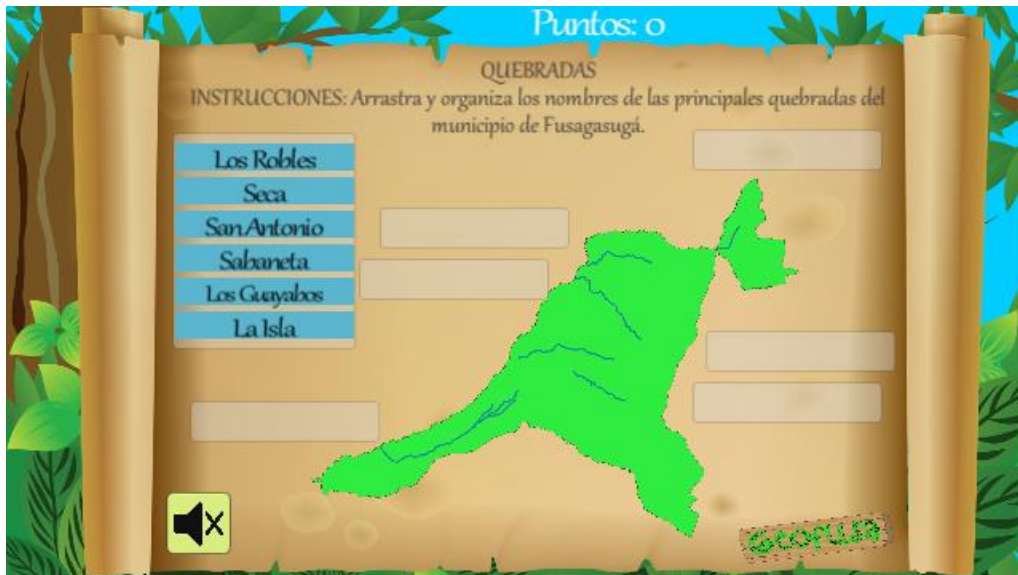 Puntos: 0
QUEBRADAS
INSTRUCCIONES: Arrastra y organiza los nombres de las principales quebradas del
municipio de Fusagasugá.
Los Robles
Seca
San Antonio
Sabaneta
Los Guayabos
La Isla